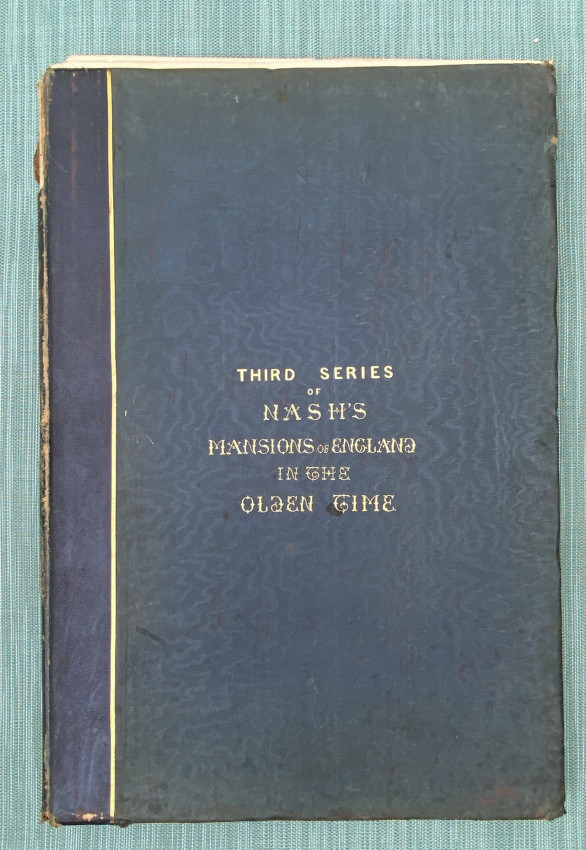 THIRD SERIES
OF
NASH'S
MANSIONS OF ENGLAND
IN THE
OLDEN TIME